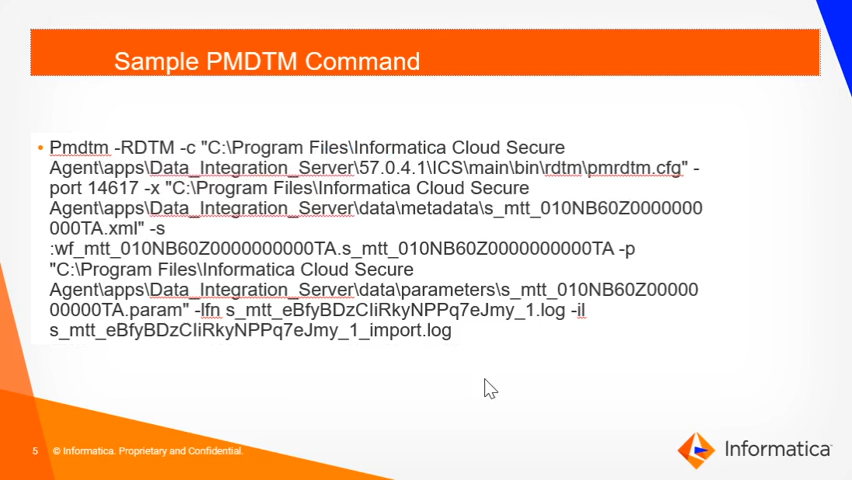 Sample PMDTM Command
• Pmdtm -RDTM -c "C:\Program Files\Informatica Cloud Secure
Agent\apps\Data_Integration_Server\57.0.4.1\ICS\main\bin\rdtm\pmrdtm.cfg" -
port 14617 -x "C:\Program Files\Informatica Cloud Secure
Agent\apps\Data_Integration_Server\data\metadata\s_mtt_010NB60Z0000000
000TA.xml" -s
:wf_mtt_010NB60Z0000000000TA.s_mtt_010NB60Z0000000000TA -p
"C:\Program Files\Informatica Cloud Secure
Agent\apps\Data_Integration_Server\data\parameters\s_mtt_010NB60Z00000
00000TA.param" -lfn s_mtt_eBfyBDzCIiRkyNPPq7eJmy_1.log -il
s_mtt_eBfyBDzCIiRkyNPPq7eJmy_1_import.log
5 © Informatica. Proprietary and Confidential.
Informatica